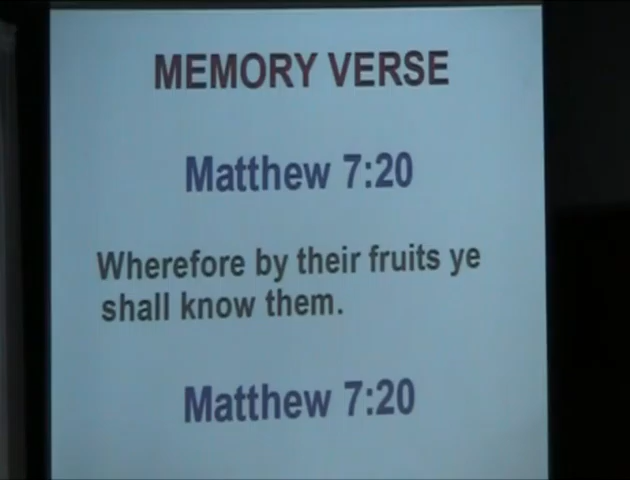 MEMORY VERSE
Matthew 7:20
Wherefore by their fruits ye
shall know them.
Matthew 7:20